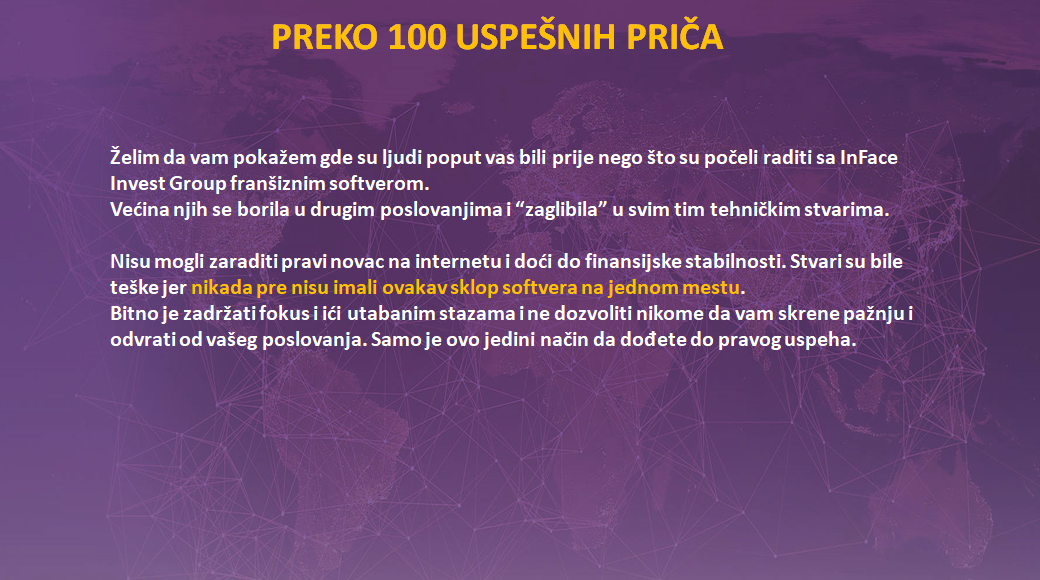 PREKO 100 USPEŠNIH PRIČA
Želim da vam pokažem gde su ljudi poput vas bili prije nego što su počeli raditi sa InFace
Invest Group franšiznim softverom.
Većina njih se borila u drugim poslovanjima i “zaglibila” u svim tim tehničkim stvarima.
Nisu mogli zaraditi pravi novac na internetu i doći do finansijske stabilnosti. Stvari su bile
teške jer nikada pre nisu imali ovakav sklop softvera na jednom mestu.
Bitno je zadržati fokus i ići utabanim stazama i ne dozvoliti nikome da vam skrene pažnju i
odvrati od vašeg poslovanja. Samo je ovo jedini način da dođete do pravog uspeha.